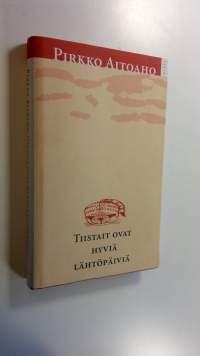 PIRKKO AITOAHO
TIISTAIT OVAT
HYVIÄ
LÄHTÖPÄIVIÄ